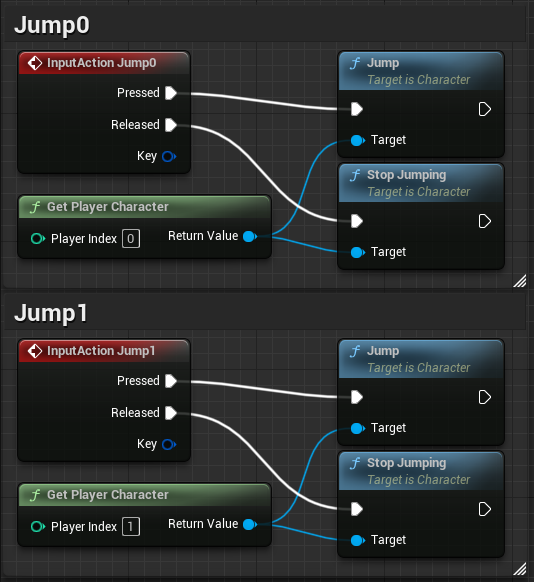 Jump0
InputAction Jump0
Pressed
Released
Key
Get Player Character
Player Index 0
Return Value
Jump
Target is Character
Target
Stop Jumping
Target is Character
Target
Jump1
InputAction Jump1
Pressed
Released
Key
Get Player Character
Player Index 1
Return Value
Jump
Target is Character
Target
Stop Jumping
Target is Character
Target